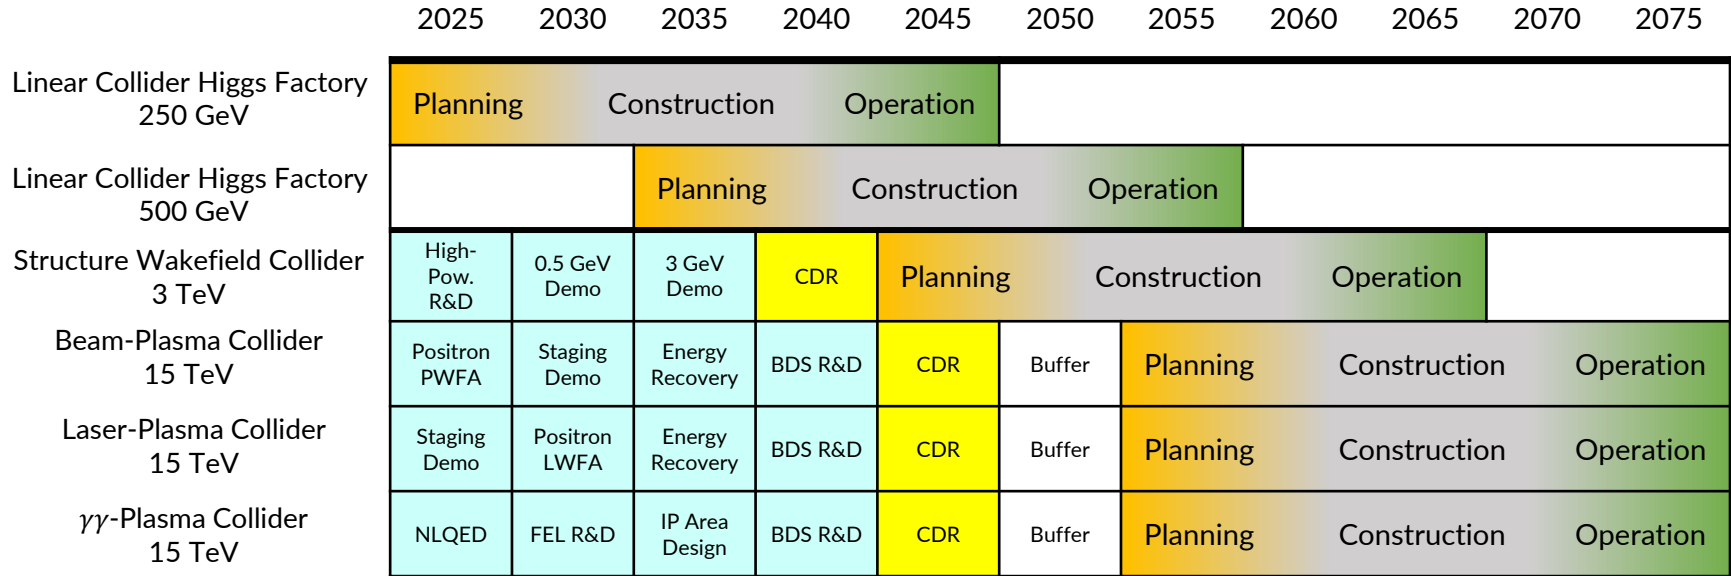 2025 2030 2035 2040 2045 2050 2055 2060 2065 2070 2075
Linear Collider Higgs Factory
250 GeV
Planning Construction Operation
Linear Collider Higgs Factory
500 GeV
Planning Construction Operation
Structure Wakefield Collider
3 TeV
High-
Pow.
R&D
0.5 GeV
Demo
3 GeV
Demo
CDR
Planning Construction Operation
Beam-Plasma Collider
15 TeV
Positron
PWFA
Staging
Demo
Energy
Recovery
BDS R&D
CDR
Buffer
Planning Construction Operation
Laser-Plasma Collider
15 TeV
Staging
Demo
Positron
LWFA
Energy
Recovery
BDS R&D
CDR
Buffer
Planning Construction Operation
γγ-Plasma Collider
15 TeV
NLQED
FEL R&D
IP Area
Design
BDS R&D
CDR
Buffer
Planning Construction Operation